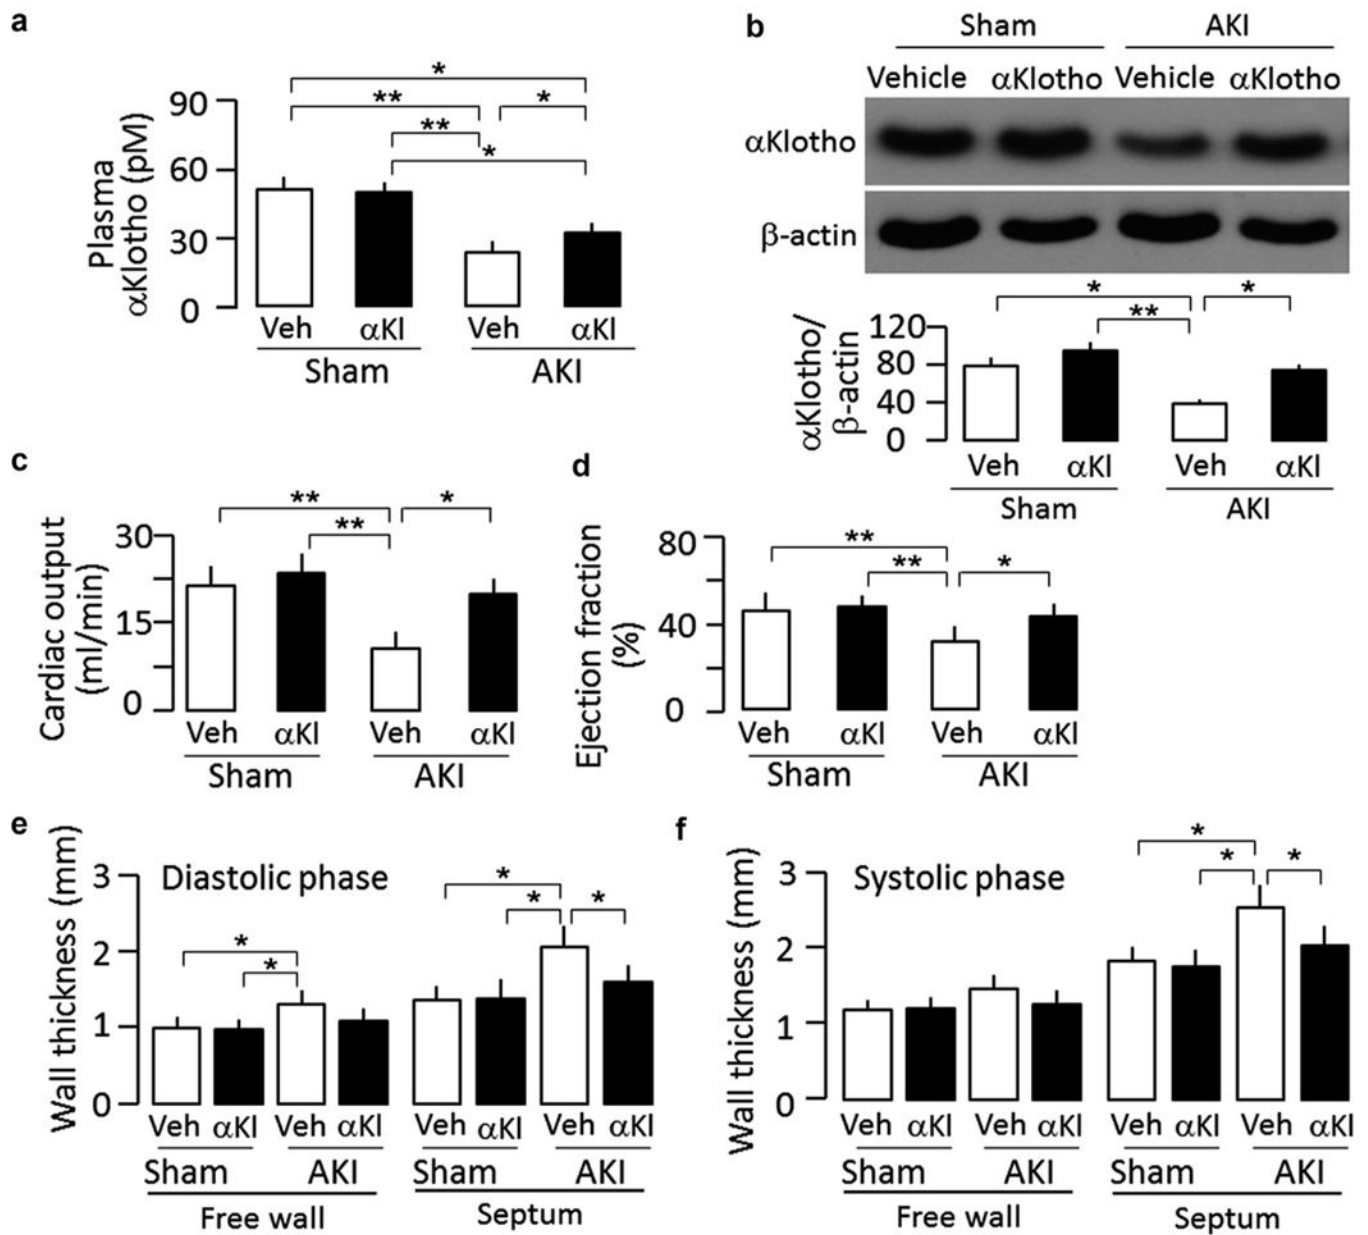 a
Plasma
αKlotho (pM)
90
60
30
0
*
**
*
**
*
Veh
αKl
Veh
αKl
Sham
AKI
b
Sham
AKI
Vehicle
αKlotho
Vehicle
αKlotho
αKlotho
β-actin
αKlotho/
β-actin
120
80
40
0
*
**
*
Veh
αKl
Veh
αKl
Sham
AKI
c
Cardiac output
(ml/min)
30
15
0
**
**
*
Veh
αKl
Veh
αKl
Sham
AKI
d
Ejection fraction
(%)
80
40
0
**
**
*
Veh
αKl
Veh
αKl
Sham
AKI
e
Wall thickness (mm)
3
2
1
0
Diastolic phase
*
*
*
*
*
Veh
αKl
Veh
αKl
Veh
αKl
Veh
αKl
Sham
AKI
Sham
AKI
Free wall
Septum
f
Wall thickness (mm)
3
2
1
0
Systolic phase
*
*
*
Veh
αKl
Veh
αKl
Veh
αKl
Veh
αKl
Sham
AKI
Sham
AKI
Free wall
Septum